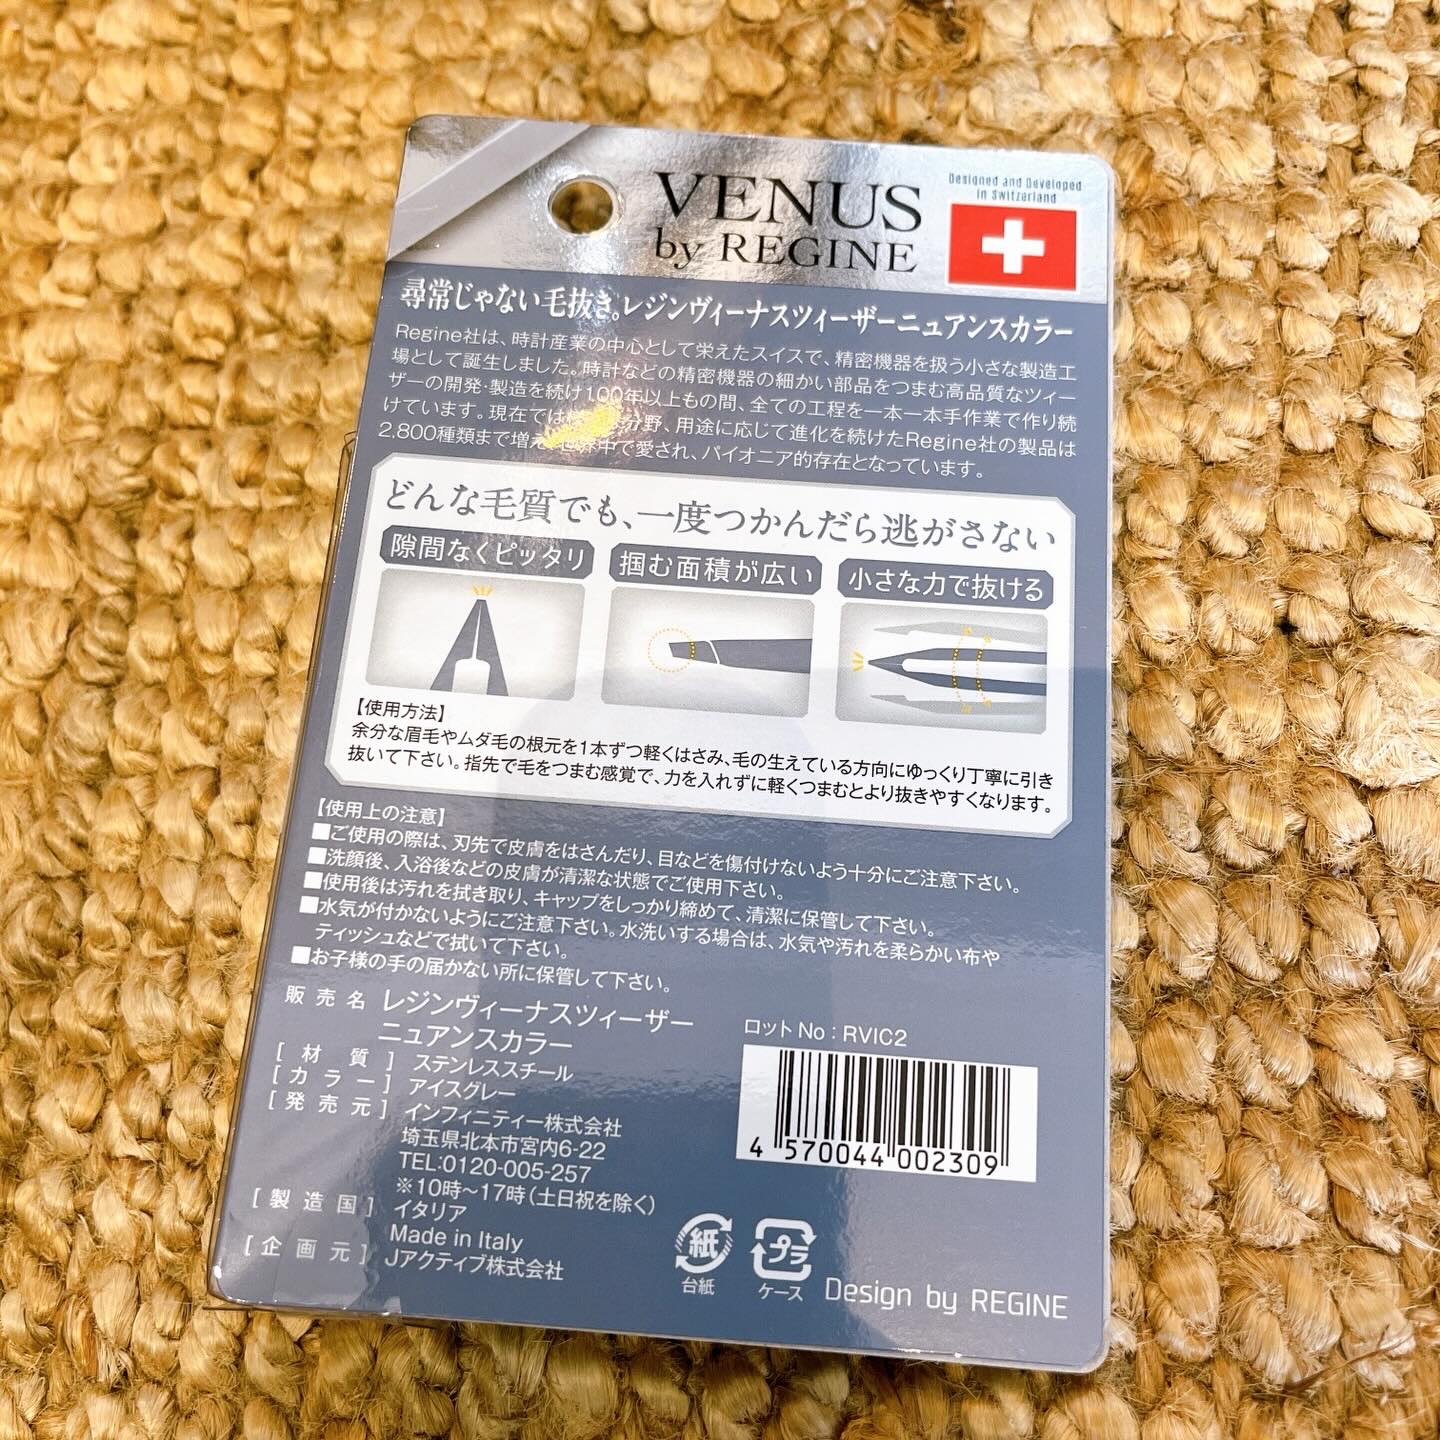 VENUS
by REGINE
Designed and Developed
in Switzerland
尋常じゃない毛抜き。レジンヴィーナスツィーザーニュアンスカラー
Regine社は、時計産業の中心として栄えたスイスで、精密機器を扱う小さな製造工
場として誕生しました。時計などの精密機器の細かい部品をつまむ高品質なツィー
ザーの開発・製造を続け100年以上もの間、全ての工程を一本一本手作業で作り続
けています。現在では 分野、用途に応じて進化を続けたRegine社の製品は
2,800種類まで増え 世界中で愛され、パイオニア的存在となっています。
どんな毛質でも、一度つかんだら逃がさない
隙間なくピッタリ
掴む面積が広い
小さな力で抜ける
【使用方法】
余分な眉毛やムダ毛の根元を1本ずつ軽くはさみ、毛の生えている方向にゆっくり丁寧に引き
抜いて下さい。指先で毛をつまむ感覚で、力を入れずに軽くつまむとより抜きやすくなります。
【使用上の注意】
■ご使用の際は、刃先で皮膚をはさんだり、目などを傷付けないよう十分にご注意下さい。
■洗顔後、入浴後などの皮膚が清潔な状態でご使用下さい。
■使用後は汚れを拭き取り、キャップをしっかり締めて、清潔に保管して下さい。
■水気が付かないようにご注意下さい。水洗いする場合は、水気や汚れを柔らかい布や
ティッシュなどで拭いて下さい。
■お子様の手の届かない所に保管して下さい。
販売名 レジンヴィーナスツィーザー
ニュアンスカラー
[材質] ステンレススチール
[カラー] アイスグレー
[発売元] インフィニティー株式会社
埼玉県北本市宮内6-22
TEL:0120-005-257
※10時～17時（土日祝を除く）
[製造国] イタリア
Made in Italy
[企画元] Jアクティブ株式会社
ロットNo：RVIC2
4 570044 002309
紙
台紙
プラ
ケース
Design by REGINE